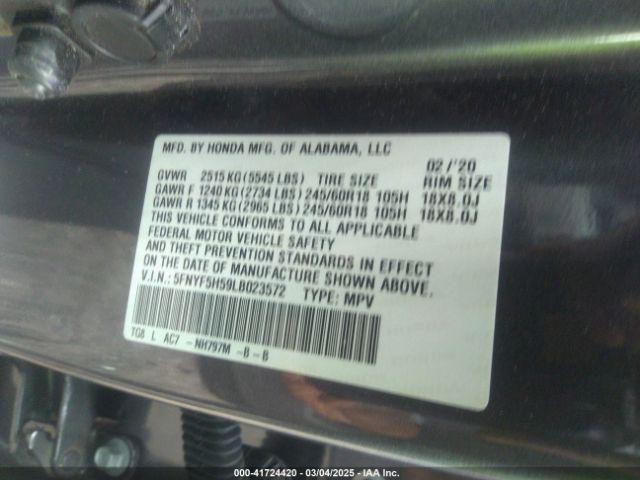 MFD. BY HONDA MFG. OF ALABAMA, LLC
02/'20
GVWR 2515 KG (5545 LBS) TIRE SIZE RIM SIZE
GAWR F 1240 KG (2734 LBS) 245/60R18 105H 18X8.0J
GAWR R 1345 KG (2965 LBS) 245/60R18 105H 18X8.0J
THIS VEHICLE CONFORMS TO ALL APPLICABLE
FEDERAL MOTOR VEHICLE SAFETY
AND THEFT PREVENTION STANDARDS IN EFFECT
ON THE DATE OF MANUFACTURE SHOWN ABOVE.
V.I.N.: 5FNYF5H59LB023572 TYPE: MPV
TG8 L AC7 -NH797M -B-B
000-41724420 - 03/04/2025 - IAA Inc.